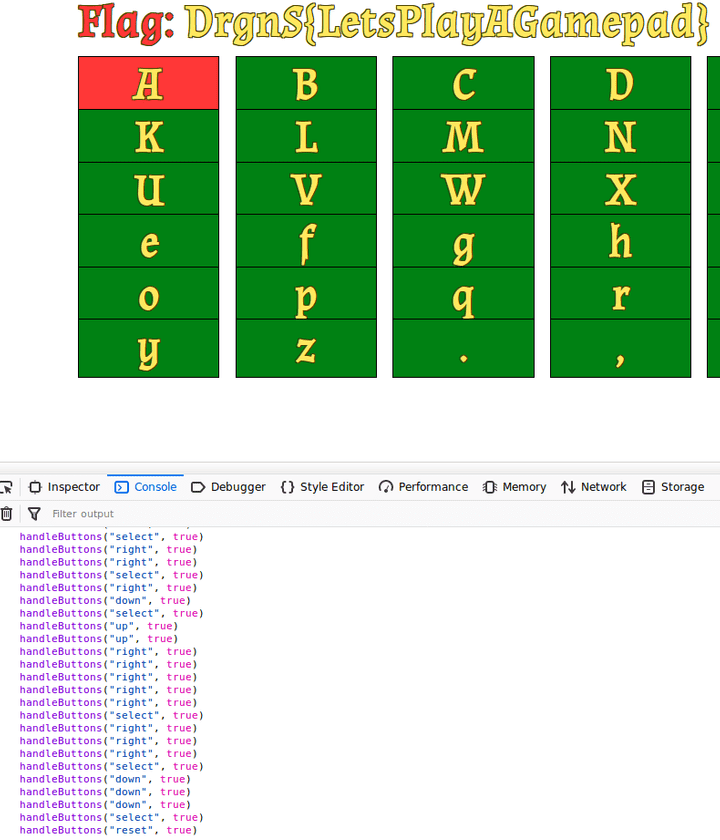 Flag: DrgnS{LetsPlayAGamepad}
A B C D
K L M N
U V W X
e f g h
o p q r
y z . ,
Inspector Console Debugger Style Editor Performance Memory Network Storage
Filter output
handleButtons("select", true)
handleButtons("right", true)
handleButtons("right", true)
handleButtons("select", true)
handleButtons("right", true)
handleButtons("down", true)
handleButtons("select", true)
handleButtons("up", true)
handleButtons("up", true)
handleButtons("right", true)
handleButtons("right", true)
handleButtons("right", true)
handleButtons("right", true)
handleButtons("right", true)
handleButtons("select", true)
handleButtons("right", true)
handleButtons("right", true)
handleButtons("right", true)
handleButtons("select", true)
handleButtons("down", true)
handleButtons("down", true)
handleButtons("down", true)
handleButtons("select", true)
handleButtons("reset", true)